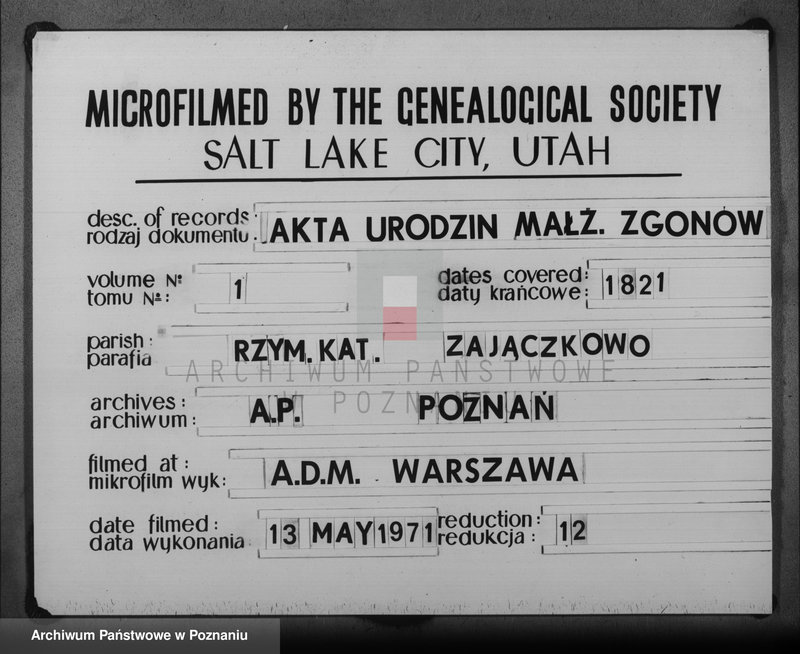 MICROFILMED BY THE GENEALOGICAL SOCIETY
SALT LAKE CITY, UTAH
desc. of records:
rodzaj dokumentu: AKTA URODZIN MAŁŻ. ZGONÓW
volume №
tomu №: 1
dates covered:
daty krańcowe: 1821
parish:
parafia RZYM. KAT. ZAJĄCZKOWO
ARCHIWUM PAŃSTWOWE
W POZNANIU
archives:
archiwum: A.P. POZNAŃ
filmed at:
mikrofilm wyk: A.D.M. WARSZAWA
date filmed:
data wykonania 13 MAY 1971
reduction:
redukcja: 12
Archiwum Państwowe w Poznaniu